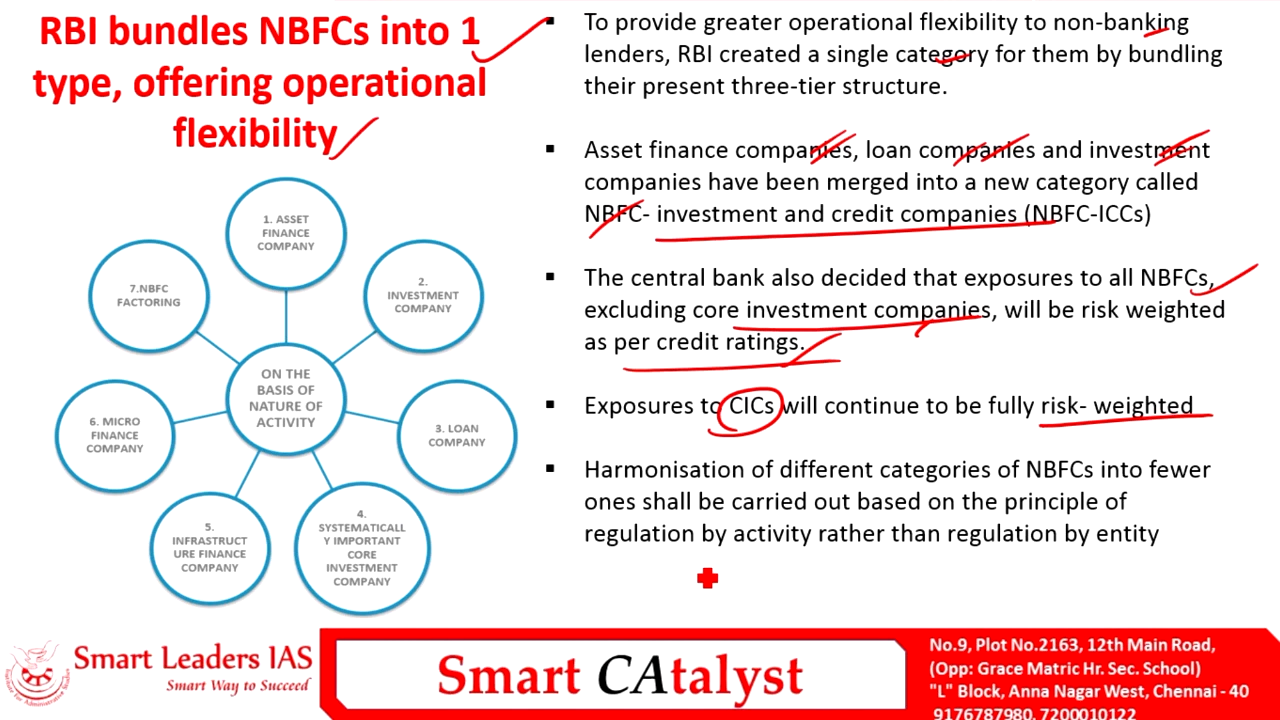 RBI bundles NBFCs into 1
type, offering operational
flexibility
1. ASSET
FINANCE
COMPANY
2.
INVESTMENT
COMPANY
3. LOAN
COMPANY
4.
SYSTEMATICALL
Y IMPORTANT
CORE
INVESTMENT
COMPANY
5.
INFRASTRUCT
URE FINANCE
COMPANY
6. MICRO
FINANCE
COMPANY
7.NBFC
FACTORING
ON THE
BASIS OF
NATURE OF
ACTIVITY
▪ To provide greater operational flexibility to non-banking
lenders, RBI created a single category for them by bundling
their present three-tier structure.
▪ Asset finance companies, loan companies and investment
companies have been merged into a new category called
NBFC- investment and credit companies (NBFC-ICCs)
▪ The central bank also decided that exposures to all NBFCs,
excluding core investment companies, will be risk weighted
as per credit ratings.
▪ Exposures to CICs will continue to be fully risk- weighted
▪ Harmonisation of different categories of NBFCs into fewer
ones shall be carried out based on the principle of
regulation by activity rather than regulation by entity
Smart Leaders IAS
Smart Way to Succeed
Smart CAtalyst
No.9, Plot No.2163, 12th Main Road,
(Opp: Grace Matric Hr. Sec. School)
"L" Block, Anna Nagar West, Chennai - 40
9176787980, 7200010122